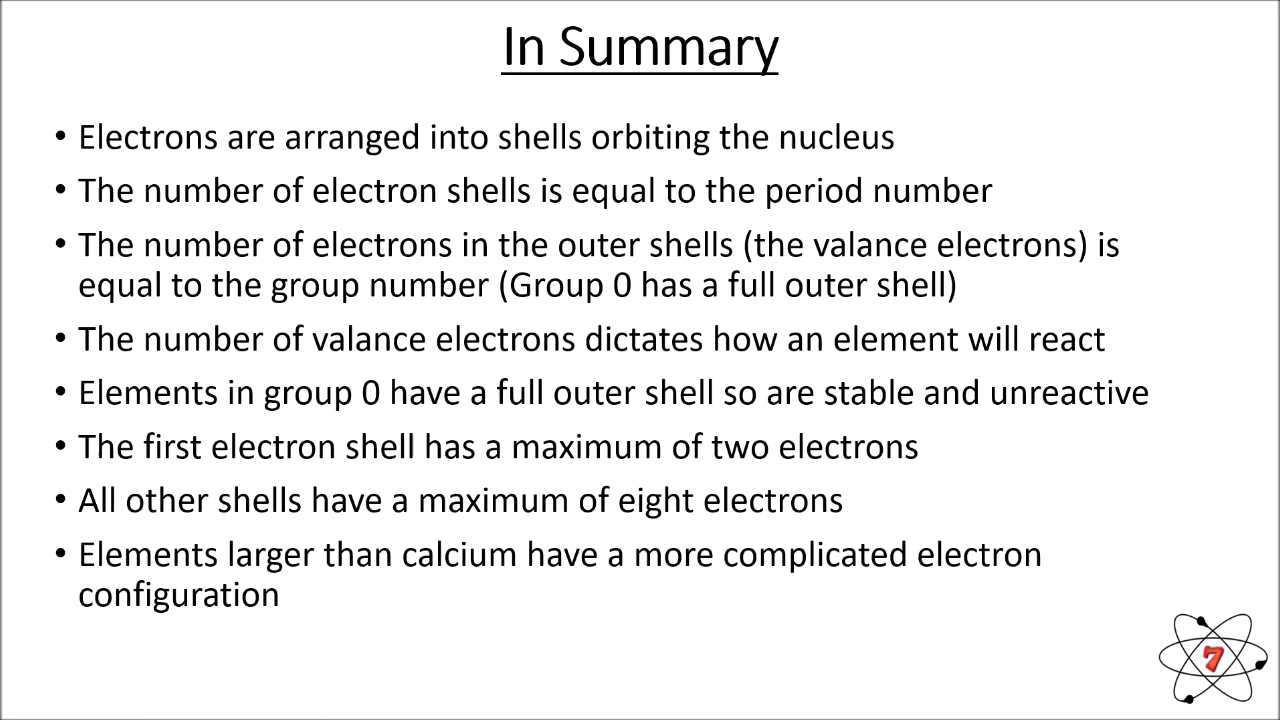 In Summary
• Electrons are arranged into shells orbiting the nucleus
• The number of electron shells is equal to the period number
• The number of electrons in the outer shells (the valance electrons) is
equal to the group number (Group 0 has a full outer shell)
• The number of valance electrons dictates how an element will react
• Elements in group 0 have a full outer shell so are stable and unreactive
• The first electron shell has a maximum of two electrons
• All other shells have a maximum of eight electrons
• Elements larger than calcium have a more complicated electron
configuration
7